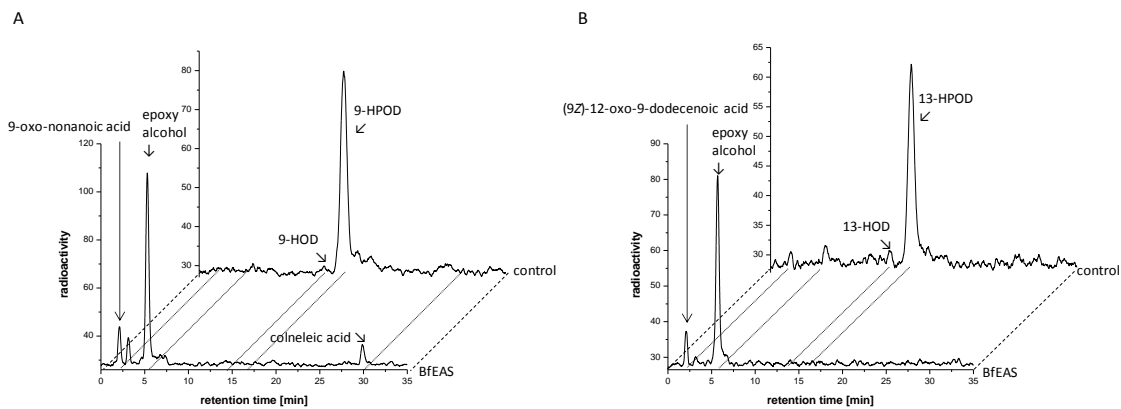 A
B
80
70
60
50
40
30
9-HPOD
9-HOD
control
9-oxo-nonanoic acid
epoxy
alcohol
120
100
80
60
40
radioactivity
colneleic acid
BfEAS
0 5 10 15 20 25 30 35
retention time [min]
65
60
55
50
45
40
35
30
13-HPOD
13-HOD
control
(9Z)-12-oxo-9-dodecenoic acid
epoxy
alcohol
90
80
70
60
50
40
30
radioactivity
BfEAS
0 5 10 15 20 25 30 35
retention time [min]